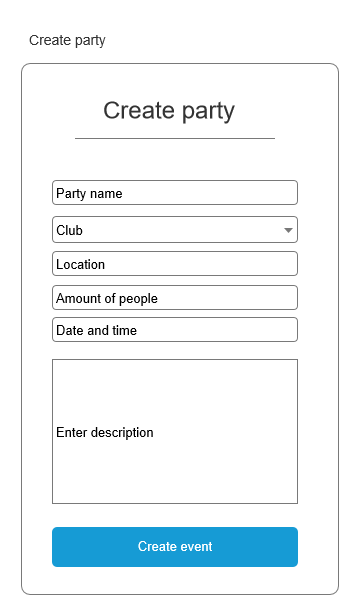 Create party
Create party
Party name
Club
Location
Amount of people
Date and time
Enter description
Create event